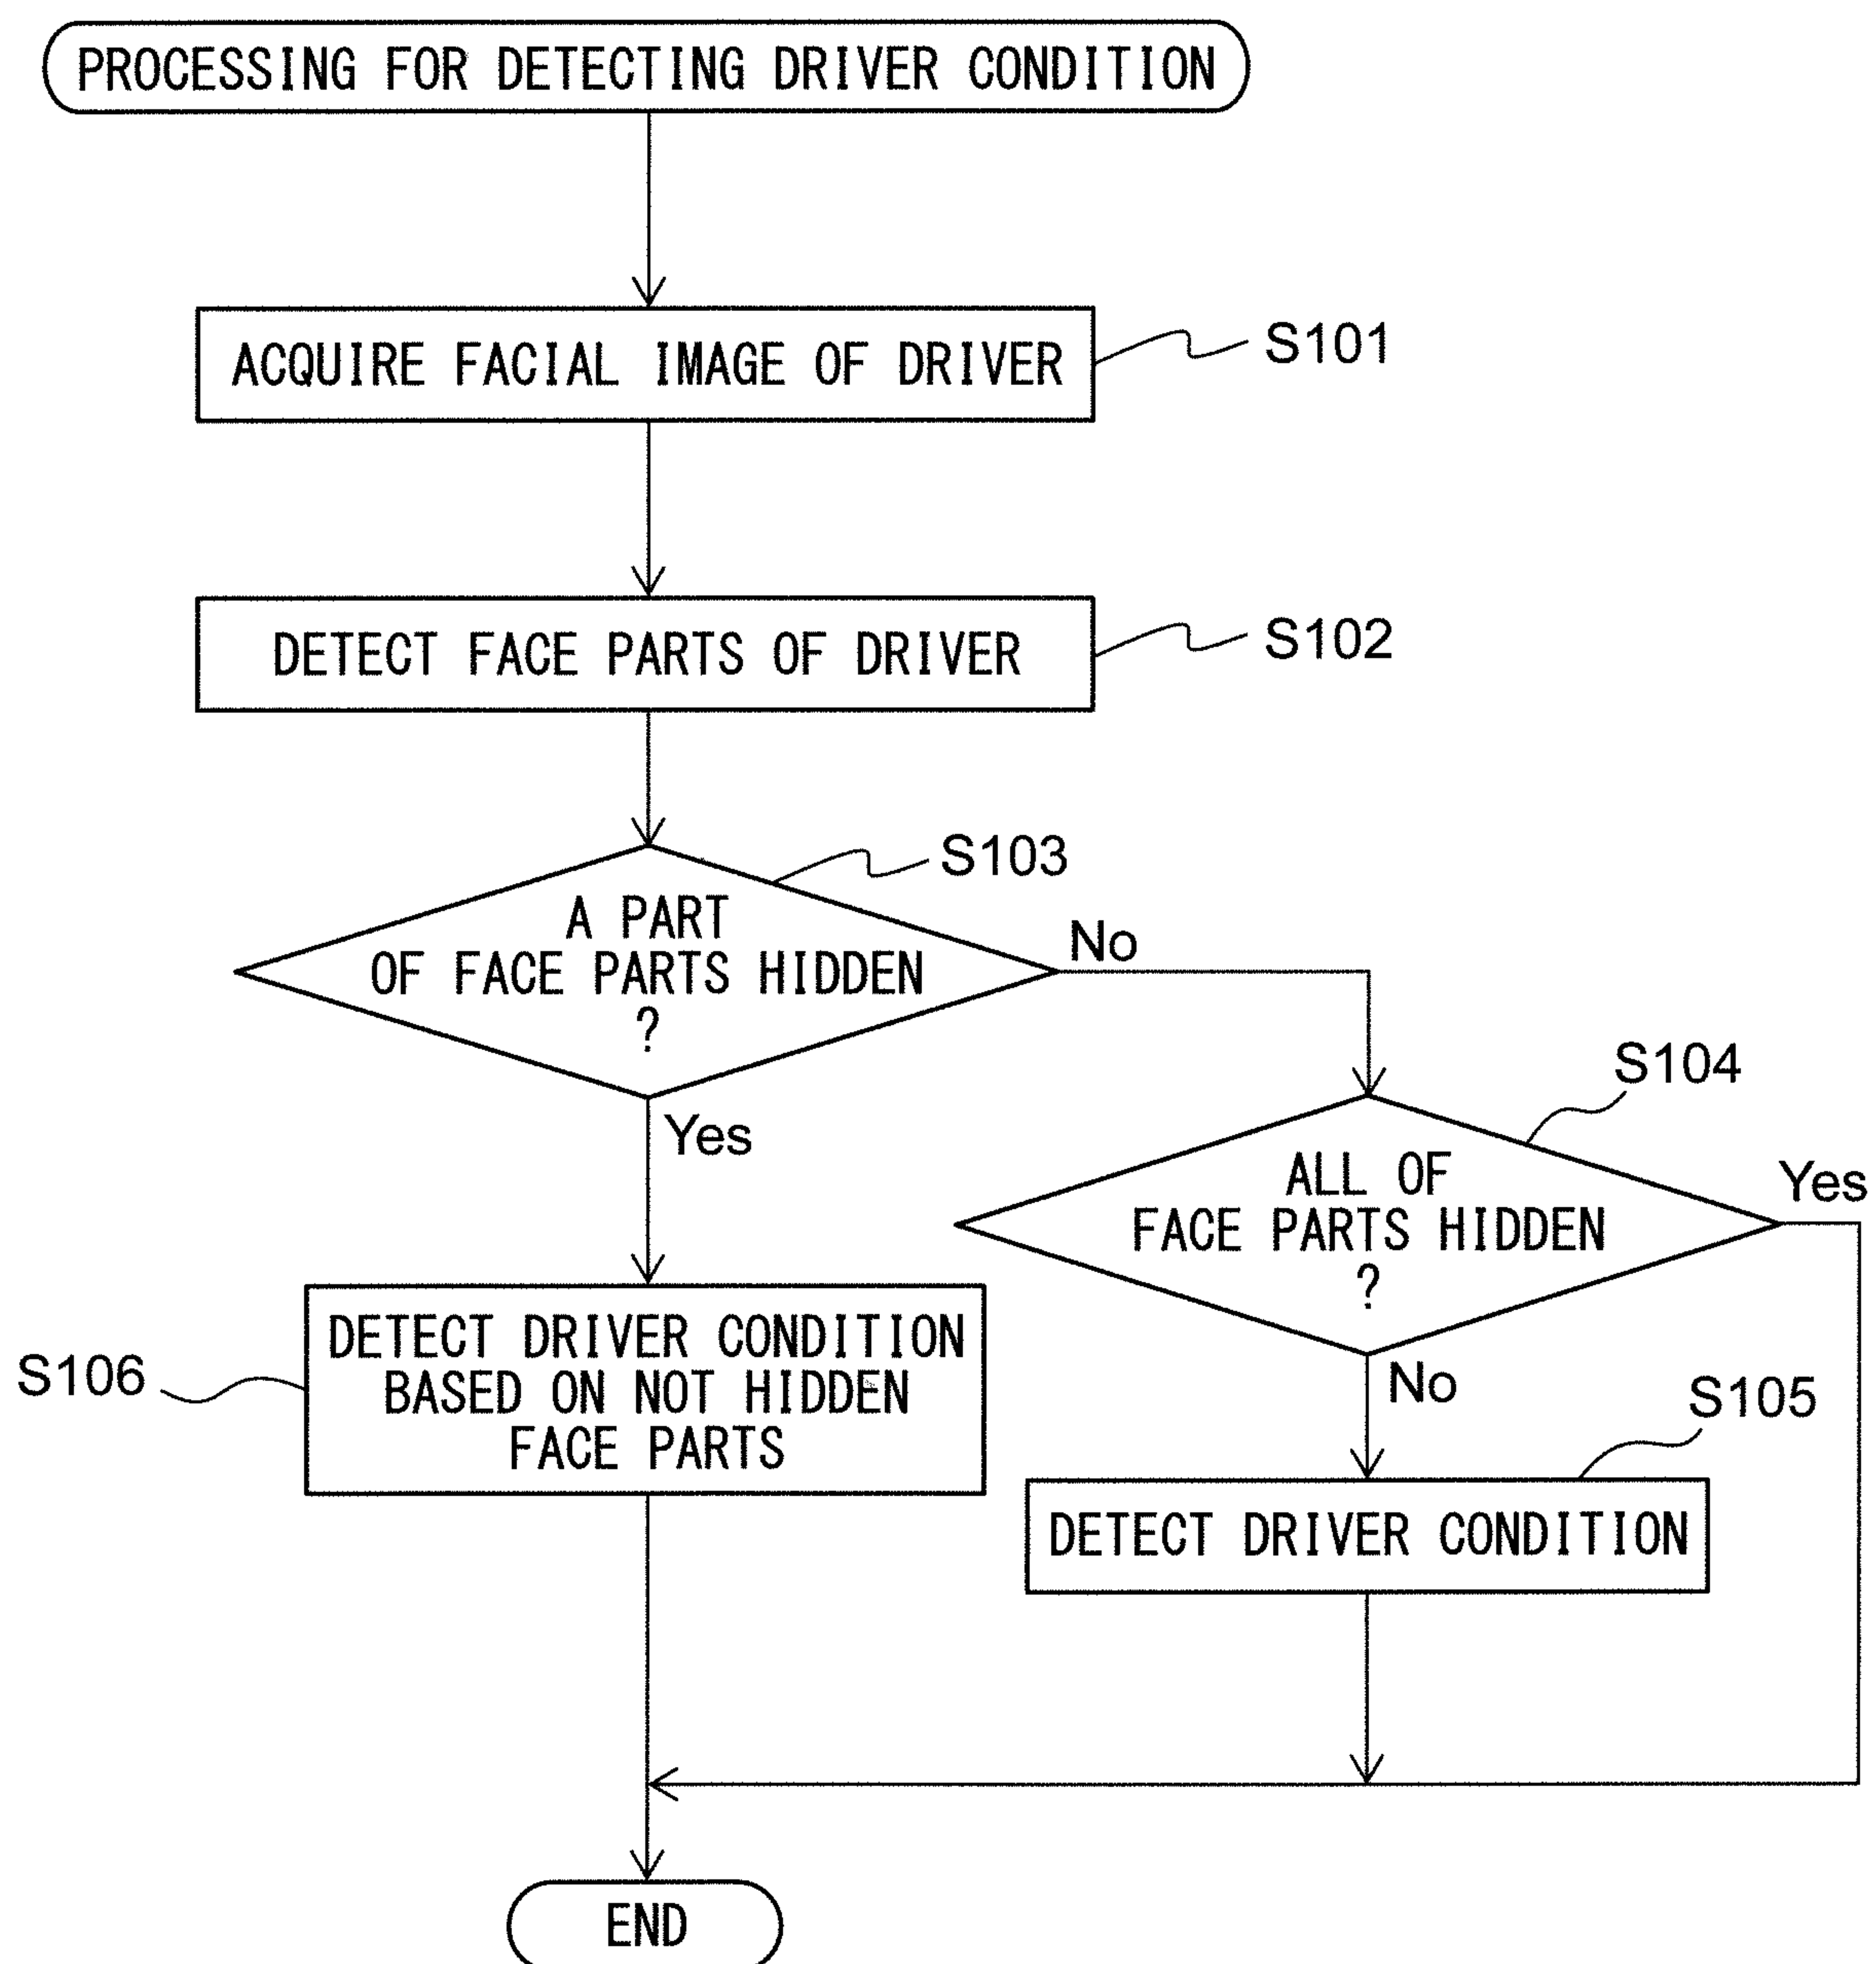 PROCESSING FOR DETECTING DRIVER CONDITION
ACQUIRE FACIAL IMAGE OF DRIVER
S101
DETECT FACE PARTS OF DRIVER
S102
S103
A PART
OF FACE PARTS HIDDEN
?
No
Yes
S104
ALL OF
FACE PARTS HIDDEN
?
Yes
No
S106
DETECT DRIVER CONDITION
BASED ON NOT HIDDEN
FACE PARTS
S105
DETECT DRIVER CONDITION
END